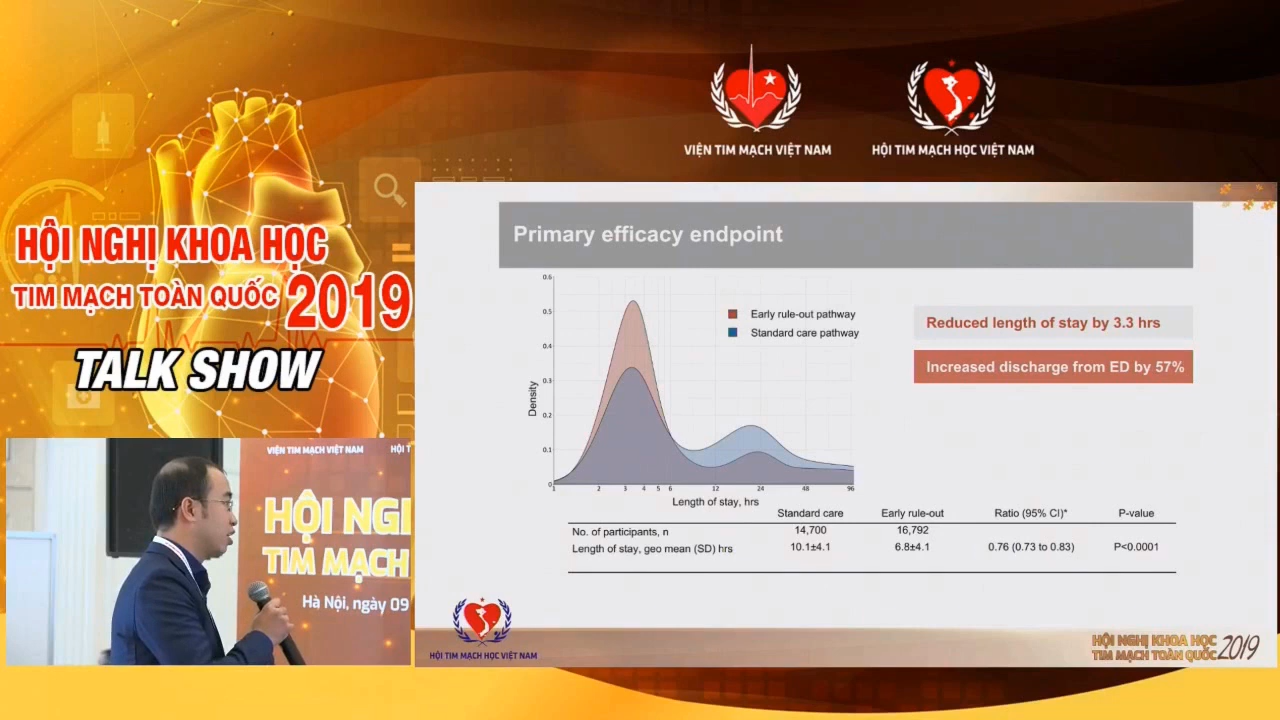 VIỆN TIM MẠCH VIỆT NAM
HỘI TIM MẠCH HỌC VIỆT NAM
HỘI NGHỊ KHOA HỌC
TIM MẠCH TOÀN QUỐC 2019
TALK SHOW
VIỆN TIM MẠCH VIỆT NAM
HỘI T
HỘI NGH
TIM MẠCH
Hà Nội, ngày 09
Primary efficacy endpoint
0.6
0.5
0.4
0.3
0.2
0.1
0
Density
1 2 3 4 5 6 12 24 48 96
Length of stay, hrs
Early rule-out pathway
Standard care pathway
Reduced length of stay by 3.3 hrs
Increased discharge from ED by 57%
Standard care Early rule-out Ratio (95% CI)* P-value
No. of participants, n 14,700 16,792
Length of stay, geo mean (SD) hrs 10.1±4.1 6.8±4.1 0.76 (0.73 to 0.83) P<0.0001
HỘI TIM MẠCH HỌC VIỆT NAM
HỘI NGHỊ KHOA HỌC
TIM MẠCH TOÀN QUỐC 2019